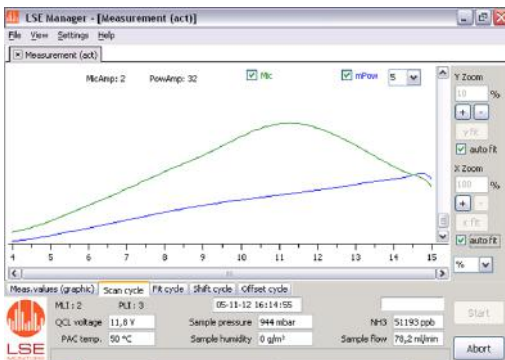 LSE Manager - [Measurement (act)]
File View Settings Help
Measurement (act)
MicAmp: 2 PowAmp: 32 Mic mPow 5
Y Zoom
10 %
+ -
y fit
auto fit
X Zoom
100 %
+ -
x fit
auto fit
%
4 5 6 7 8 9 10 11 12 13 14 15
Meas.values (graphic) Scan cycle Fit cycle Shift cycle Offset cycle
MLI : 2 PLI : 3 05-11-12 16:14:55
QCL voltage 11,8 V Sample pressure 944 mbar NH3 51193 ppb
PAC temp. 50 °C Sample humidity 0 g/m³ Sample flow 78,2 ml/min
Start
Abort
LSE
MONITORS